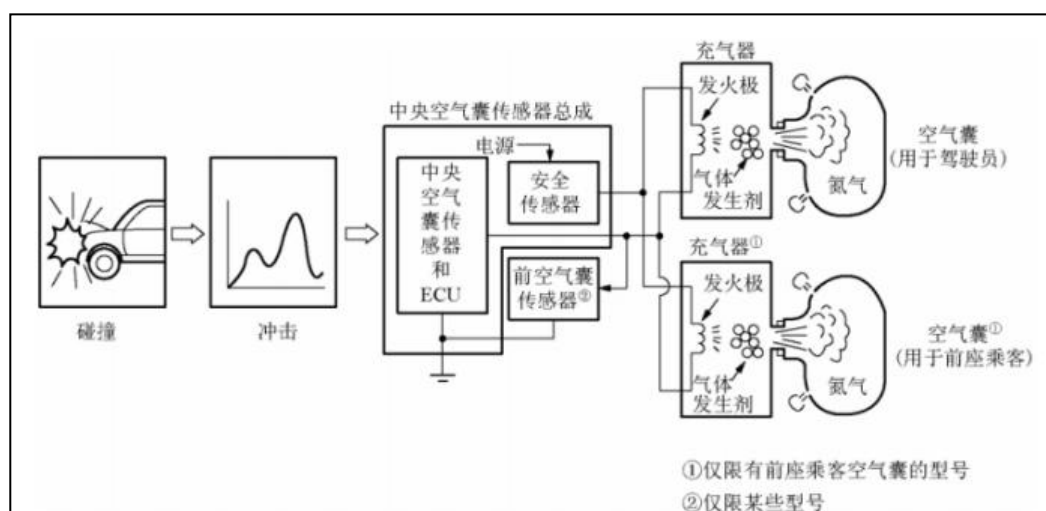 充气器
发火极
中央空气囊传感器总成
电源
中央
空气
囊传
感器
和
ECU
安全
传感器
气体
发生剂
氮气
空气囊
(用于驾驶员)
前空气囊
传感器②
充气器①
发火极
气体
发生剂
氮气
空气囊①
(用于前座乘客)
碰撞
冲击
①仅限有前座乘客空气囊的型号
②仅限某些型号